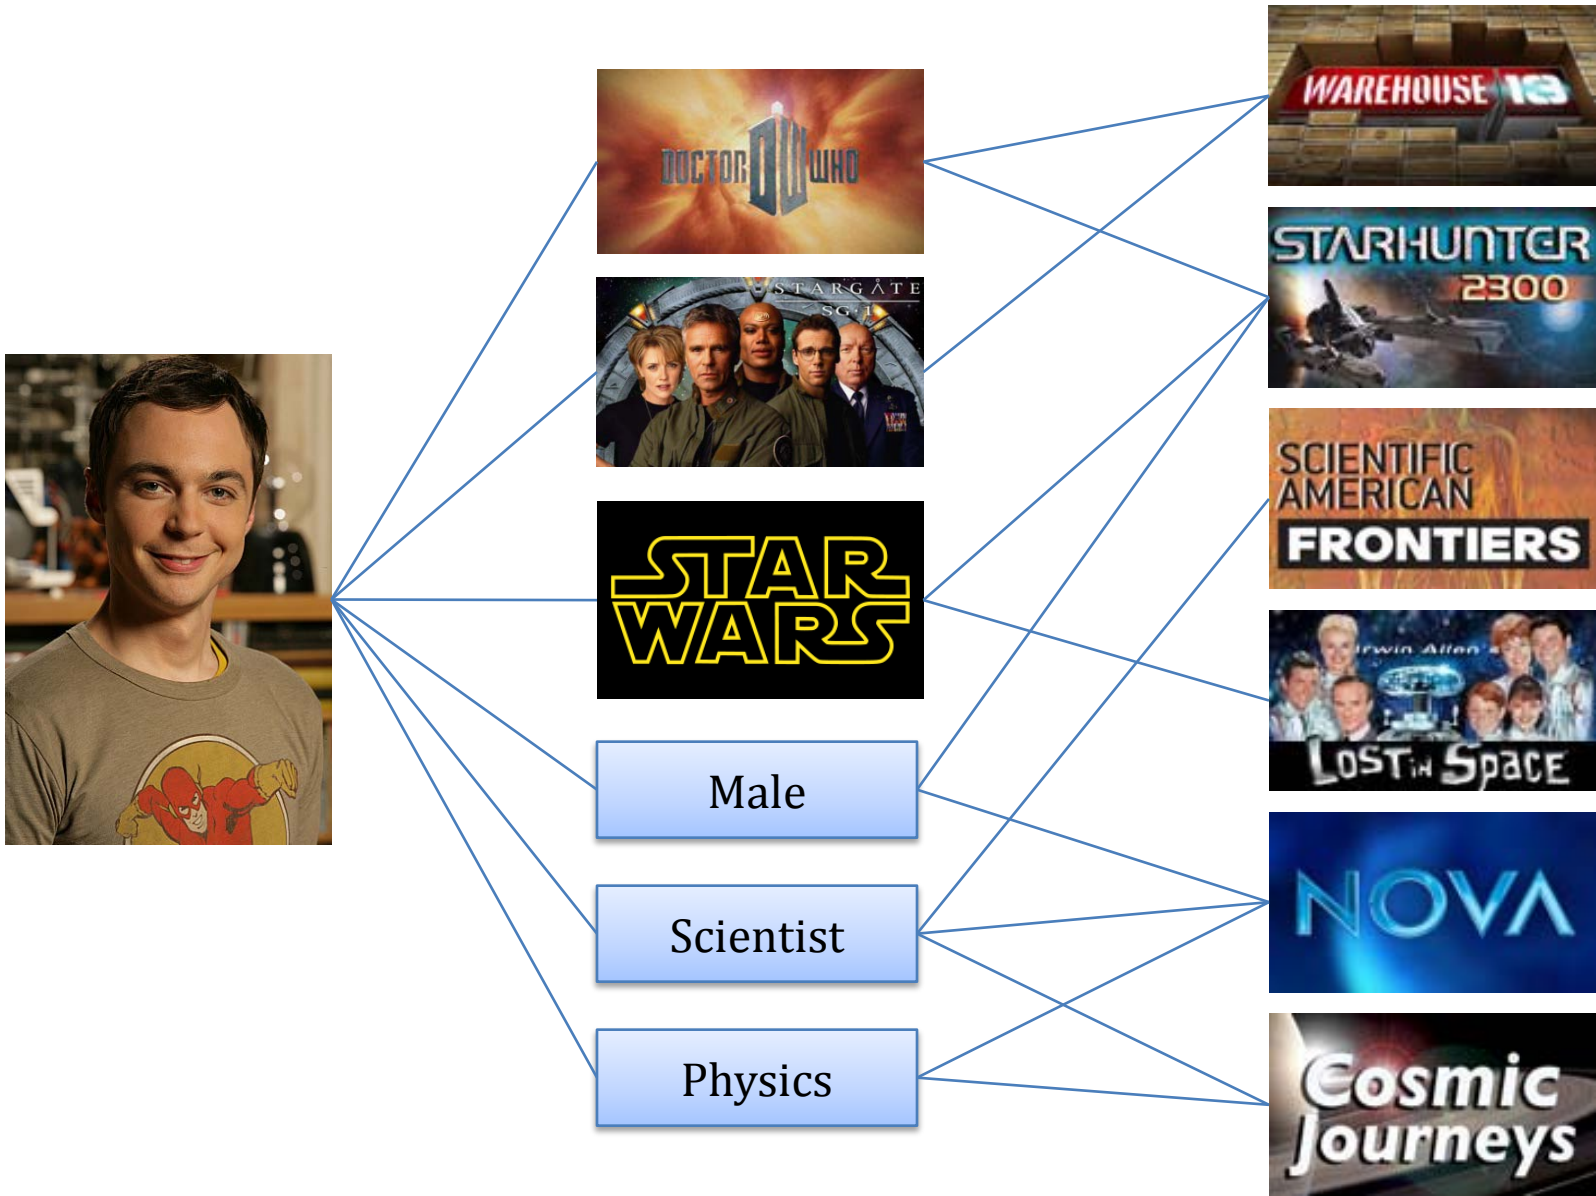 DOCTOR DW WHO
STARGATE
SG·1
STAR
WARS
Male
Scientist
Physics
WAREHOUSE 13
STARHUNTER
2300
SCIENTIFIC
AMERICAN
FRONTIERS
Irwin Allen's
LOST IN SPACE
NOVA
Cosmic
Journeys